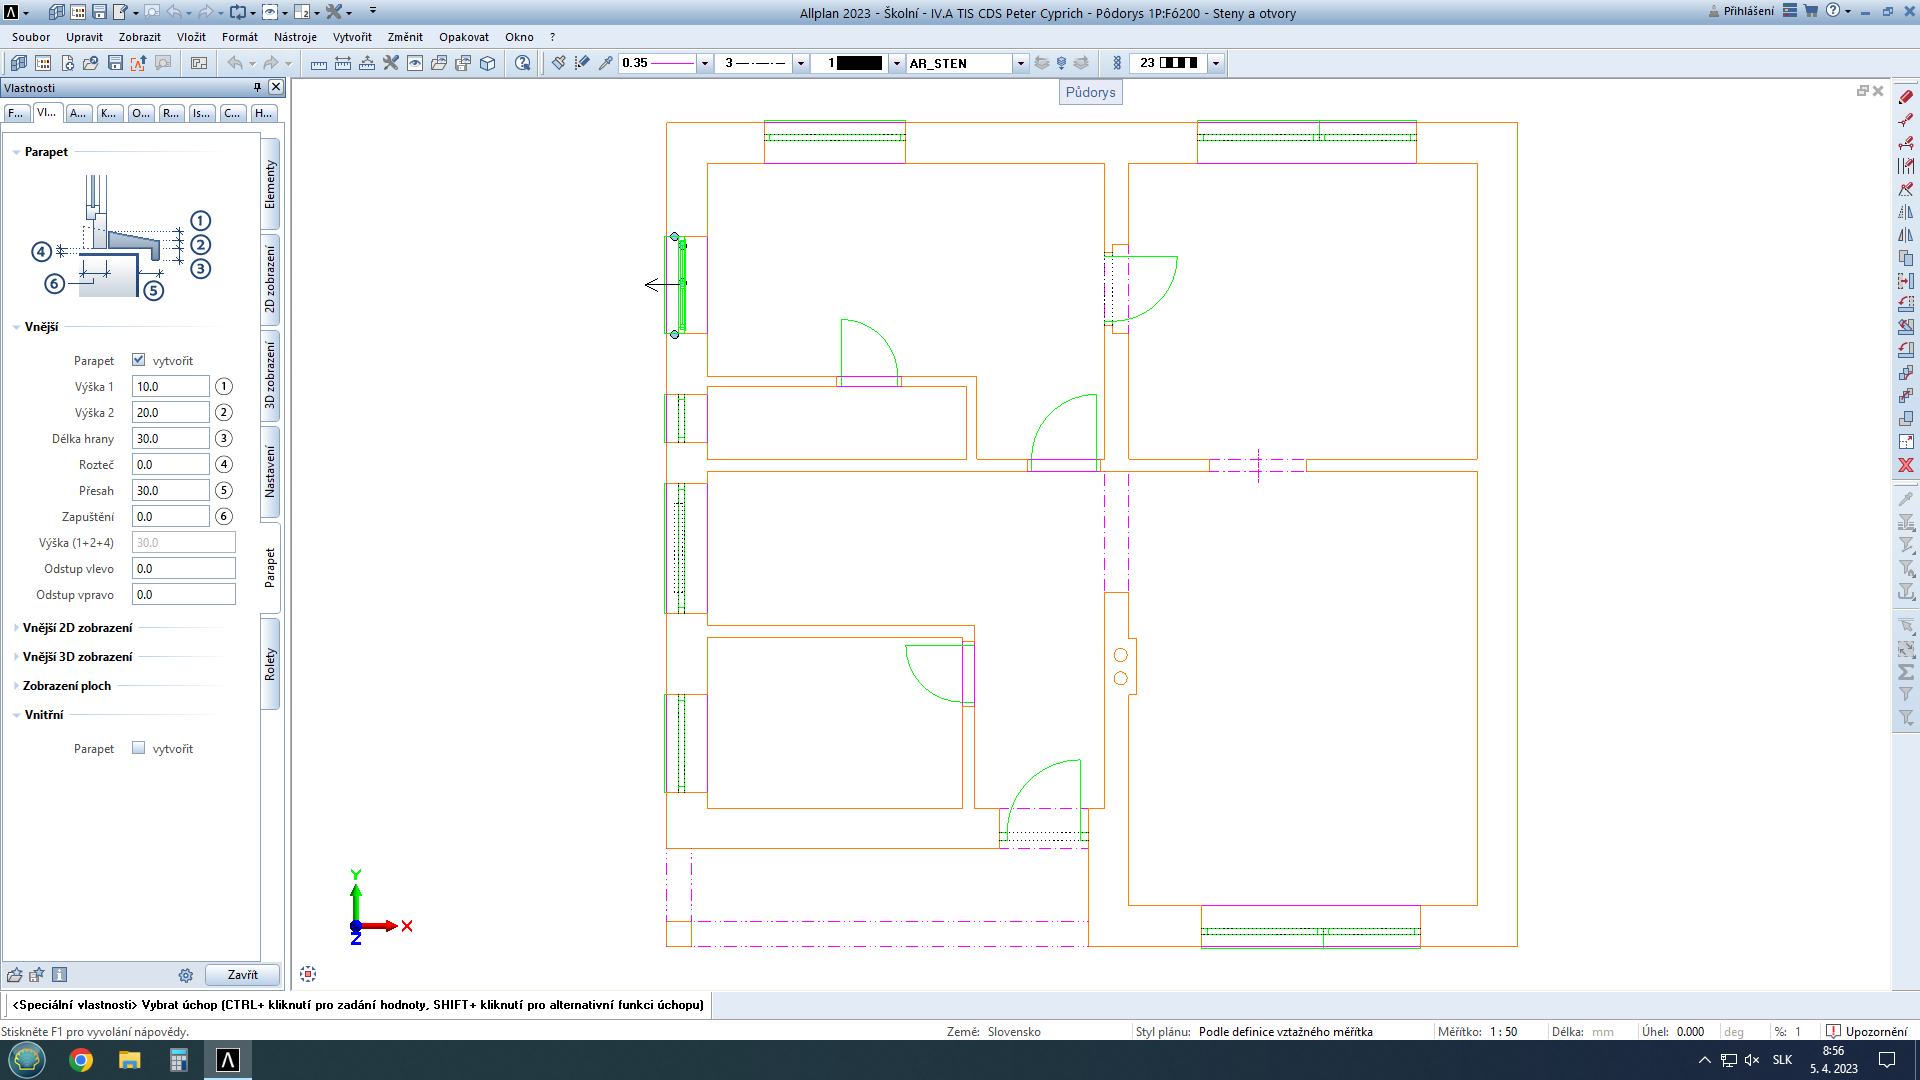 Allplan 2023 - Školní - IV.A TIS CDS Peter Cyprich - Pôdorys 1P:F6200 - Steny a otvory
Přihlášení
Soubor Upravit Zobrazit Vložit Formát Nástroje Vytvořit Změnit Opakovat Okno ?
0.35 3 1 AR_STEN 23
Vlastnosti
F... Vl... A... K... O... R... Is... C... H...
Půdorys
Parapet
1
2
3
4
5
6
Vnější
Parapet vytvořit
Výška 1 10.0 1
Výška 2 20.0 2
Délka hrany 30.0 3
Rozteč 0.0 4
Přesah 30.0 5
Zapuštění 0.0 6
Výška (1+2+4) 30.0
Odstup vlevo 0.0
Odstup vpravo 0.0
Vnější 2D zobrazení
Vnější 3D zobrazení
Zobrazení ploch
Vnitřní
Parapet vytvořit
Elementy
2D zobrazení
3D zobrazení
Nastavení
Parapet
Rolety
Zavřít
Y
X
Z
<Speciální vlastnosti> Vybrat úchop (CTRL+ kliknutí pro zadání hodnoty, SHIFT+ kliknutí pro alternativní funkci úchopu)
Stiskněte F1 pro vyvolání nápovědy. Země: Slovensko Styl plánu: Podle definice vztažného měřítka Měřítko: 1 : 50 Délka: mm Úhel: 0.000 deg %: 1 Upozornění
SLK
8:56
5. 4. 2023